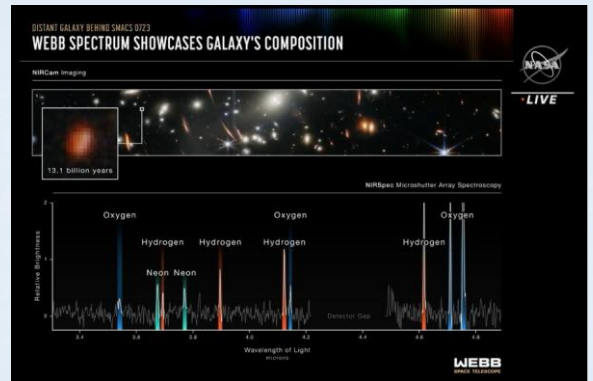 DISTANT GALAXY BEHIND SMACS 0723
WEBB SPECTRUM SHOWCASES GALAXY'S COMPOSITION
NASA
LIVE
NIRCam Imaging
13.1 billion years
NIRSpec Microshutter Array Spectroscopy
2
Oxygen
Oxygen
Oxygen
Hydrogen
Hydrogen
Hydrogen
Hydrogen
1
Neon
Neon
Relative Brightness
0
Detector Gap
3.4
3.6
3.8
4.0
4.2
4.4
4.6
4.8
Wavelength of Light
microns
WEBB
SPACE TELESCOPE